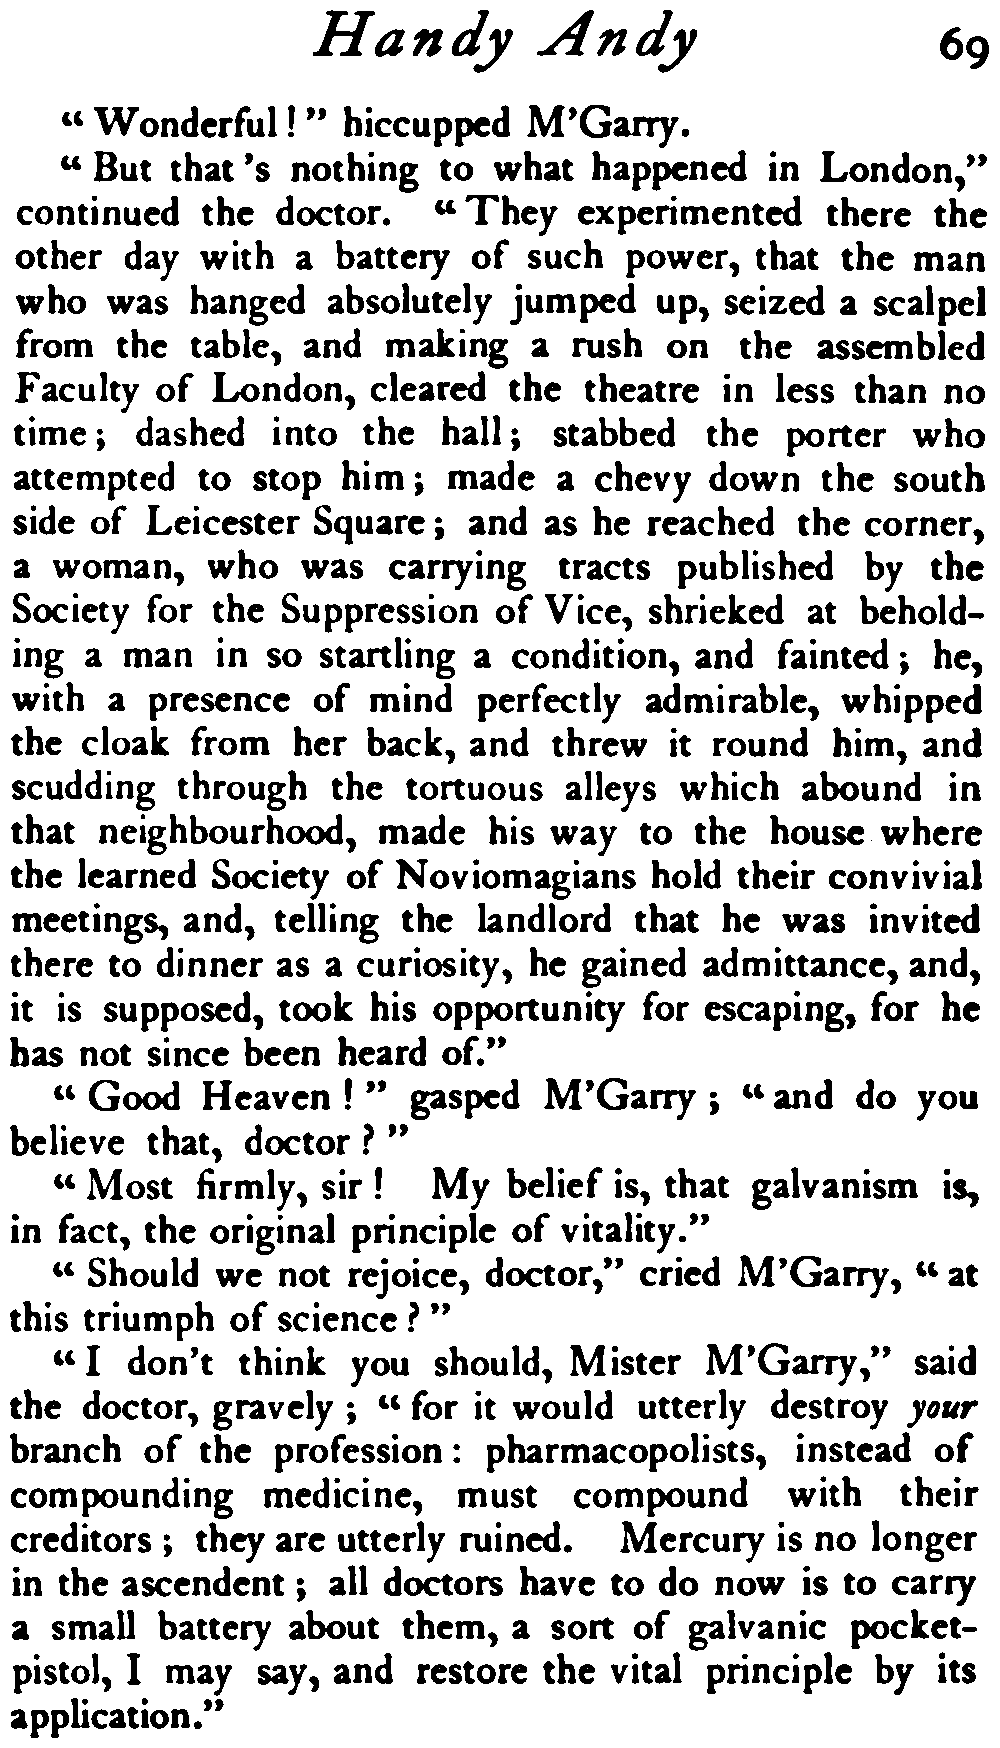 Handy Andy 69
“Wonderful!” hiccupped M'Garry.
“But that's nothing to what happened in London,”
continued the doctor. “They experimented there the
other day with a battery of such power, that the man
who was hanged absolutely jumped up, seized a scalpel
from the table, and making a rush on the assembled
Faculty of London, cleared the theatre in less than no
time; dashed into the hall; stabbed the porter who
attempted to stop him; made a chevy down the south
side of Leicester Square; and as he reached the corner,
a woman, who was carrying tracts published by the
Society for the Suppression of Vice, shrieked at behold-
ing a man in so startling a condition, and fainted; he,
with a presence of mind perfectly admirable, whipped
the cloak from her back, and threw it round him, and
scudding through the tortuous alleys which abound in
that neighbourhood, made his way to the house where
the learned Society of Noviomagians hold their convivial
meetings, and, telling the landlord that he was invited
there to dinner as a curiosity, he gained admittance, and,
it is supposed, took his opportunity for escaping, for he
has not since been heard of.”
“Good Heaven!” gasped M'Garry; “and do you
believe that, doctor?”
“Most firmly, sir! My belief is, that galvanism is,
in fact, the original principle of vitality.”
“Should we not rejoice, doctor,” cried M'Garry, “at
this triumph of science?”
“I don't think you should, Mister M'Garry,” said
the doctor, gravely; “for it would utterly destroy your
branch of the profession: pharmacopolists, instead of
compounding medicine, must compound with their
creditors; they are utterly ruined. Mercury is no longer
in the ascendent; all doctors have to do now is to carry
a small battery about them, a sort of galvanic pocket-
pistol, I may say, and restore the vital principle by its
application.”